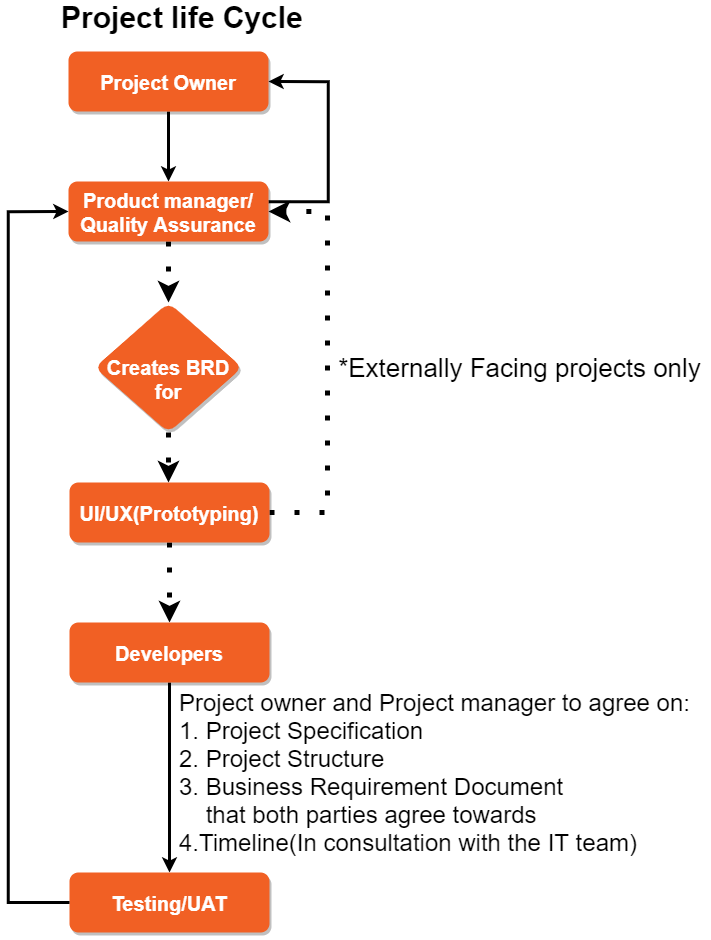 Project life Cycle
Project Owner
Product manager/
Quality Assurance
Creates BRD
for
*Externally Facing projects only
UI/UX(Prototyping)
Developers
Project owner and Project manager to agree on:
1. Project Specification
2. Project Structure
3. Business Requirement Document
that both parties agree towards
4.Timeline(In consultation with the IT team)
Testing/UAT